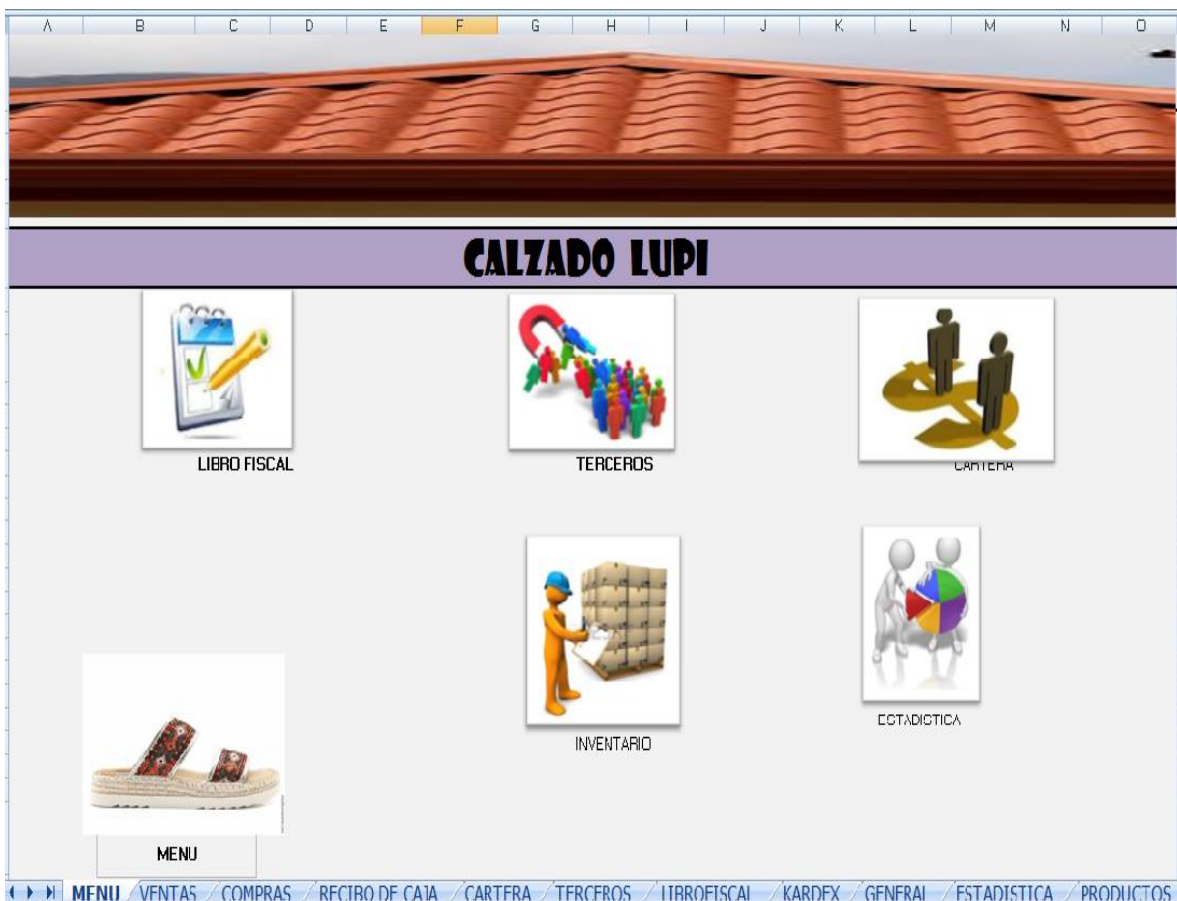 A B C D E F G H I J K L M N O
CALZADO LUPI
LIBRO FISCAL TERCEROS CARTERA
ESTADISTICA
INVENTARIO
MENU
MENU VENTAS COMPRAS RECIBO DE CAJA CARTERA TERCEROS LIBROFISCAL KARDEX GENERAL ESTADISTICA PRODUCTOS